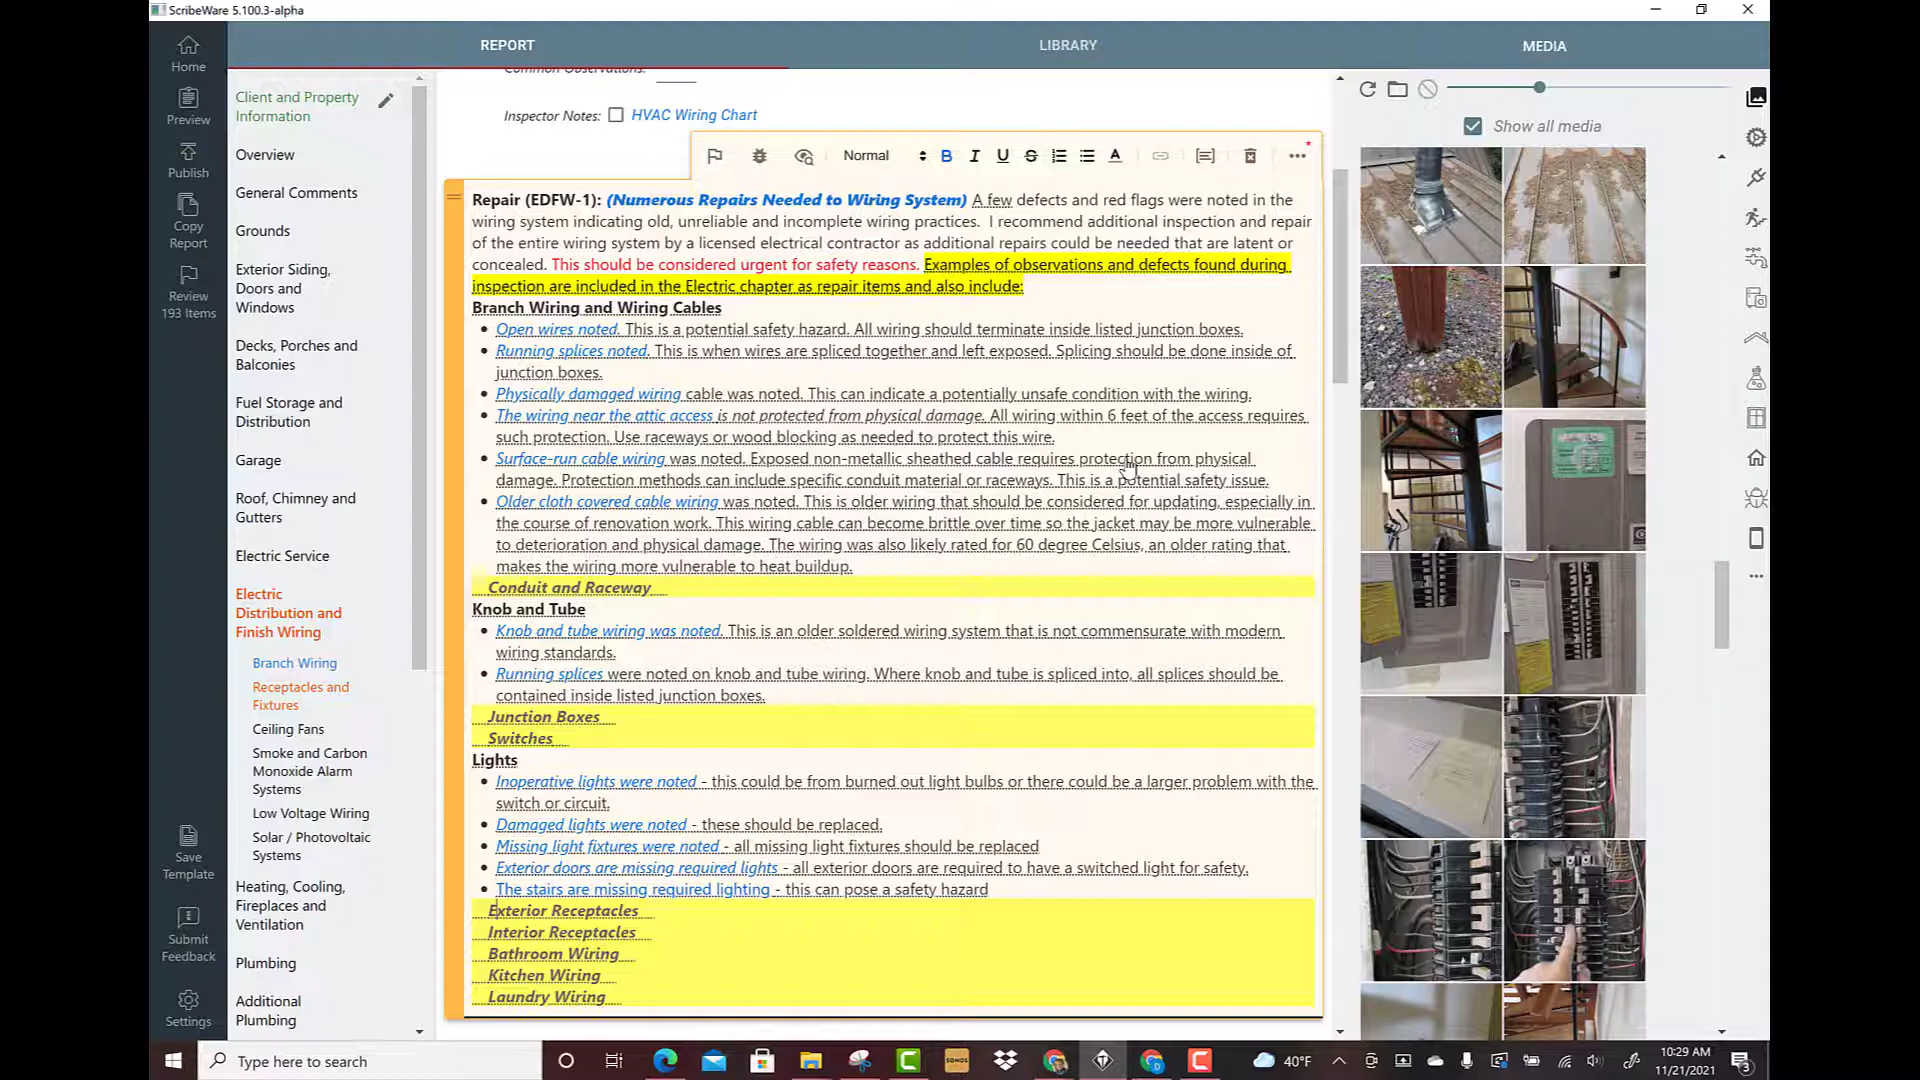 ScribeWare 5.100.3-alpha
REPORT
LIBRARY
MEDIA
Home
Preview
Publish
Copy
Report
Review
193 Items
Save
Template
Submit
Feedback
Settings
Client and Property
Information
Overview
General Comments
Grounds
Exterior Siding,
Doors and
Windows
Decks, Porches and
Balconies
Fuel Storage and
Distribution
Garage
Roof, Chimney and
Gutters
Electric Service
Electric
Distribution and
Finish Wiring
Branch Wiring
Receptacles and
Fixtures
Ceiling Fans
Smoke and Carbon
Monoxide Alarm
Systems
Low Voltage Wiring
Solar / Photovoltaic
Systems
Heating, Cooling,
Fireplaces and
Ventilation
Plumbing
Additional
Plumbing
Common Observations:
Inspector Notes: HVAC Wiring Chart
Normal B I U S A
Repair (EDFW-1): (Numerous Repairs Needed to Wiring System) A few defects and red flags were noted in the
wiring system indicating old, unreliable and incomplete wiring practices. I recommend additional inspection and repair
of the entire wiring system by a licensed electrical contractor as additional repairs could be needed that are latent or
concealed. This should be considered urgent for safety reasons. Examples of observations and defects found during
inspection are included in the Electric chapter as repair items and also include:
Branch Wiring and Wiring Cables
• Open wires noted. This is a potential safety hazard. All wiring should terminate inside listed junction boxes.
• Running splices noted. This is when wires are spliced together and left exposed. Splicing should be done inside of
junction boxes.
• Physically damaged wiring cable was noted. This can indicate a potentially unsafe condition with the wiring.
• The wiring near the attic access is not protected from physical damage. All wiring within 6 feet of the access requires
such protection. Use raceways or wood blocking as needed to protect this wire.
• Surface-run cable wiring was noted. Exposed non-metallic sheathed cable requires protection from physical
damage. Protection methods can include specific conduit material or raceways. This is a potential safety issue.
• Older cloth covered cable wiring was noted. This is older wiring that should be considered for updating, especially in
the course of renovation work. This wiring cable can become brittle over time so the jacket may be more vulnerable
to deterioration and physical damage. The wiring was also likely rated for 60 degree Celsius, an older rating that
makes the wiring more vulnerable to heat buildup.
Conduit and Raceway
Knob and Tube
• Knob and tube wiring was noted. This is an older soldered wiring system that is not commensurate with modern
wiring standards.
• Running splices were noted on knob and tube wiring. Where knob and tube is spliced into, all splices should be
contained inside listed junction boxes.
Junction Boxes
Switches
Lights
• Inoperative lights were noted - this could be from burned out light bulbs or there could be a larger problem with the
switch or circuit.
• Damaged lights were noted - these should be replaced.
• Missing light fixtures were noted - all missing light fixtures should be replaced
• Exterior doors are missing required lights - all exterior doors are required to have a switched light for safety.
• The stairs are missing required lighting - this can pose a safety hazard
Exterior Receptacles
Interior Receptacles
Bathroom Wiring
Kitchen Wiring
Laundry Wiring
Show all media
Type here to search
SONOS
40°F
10:29 AM
11/21/2021
3